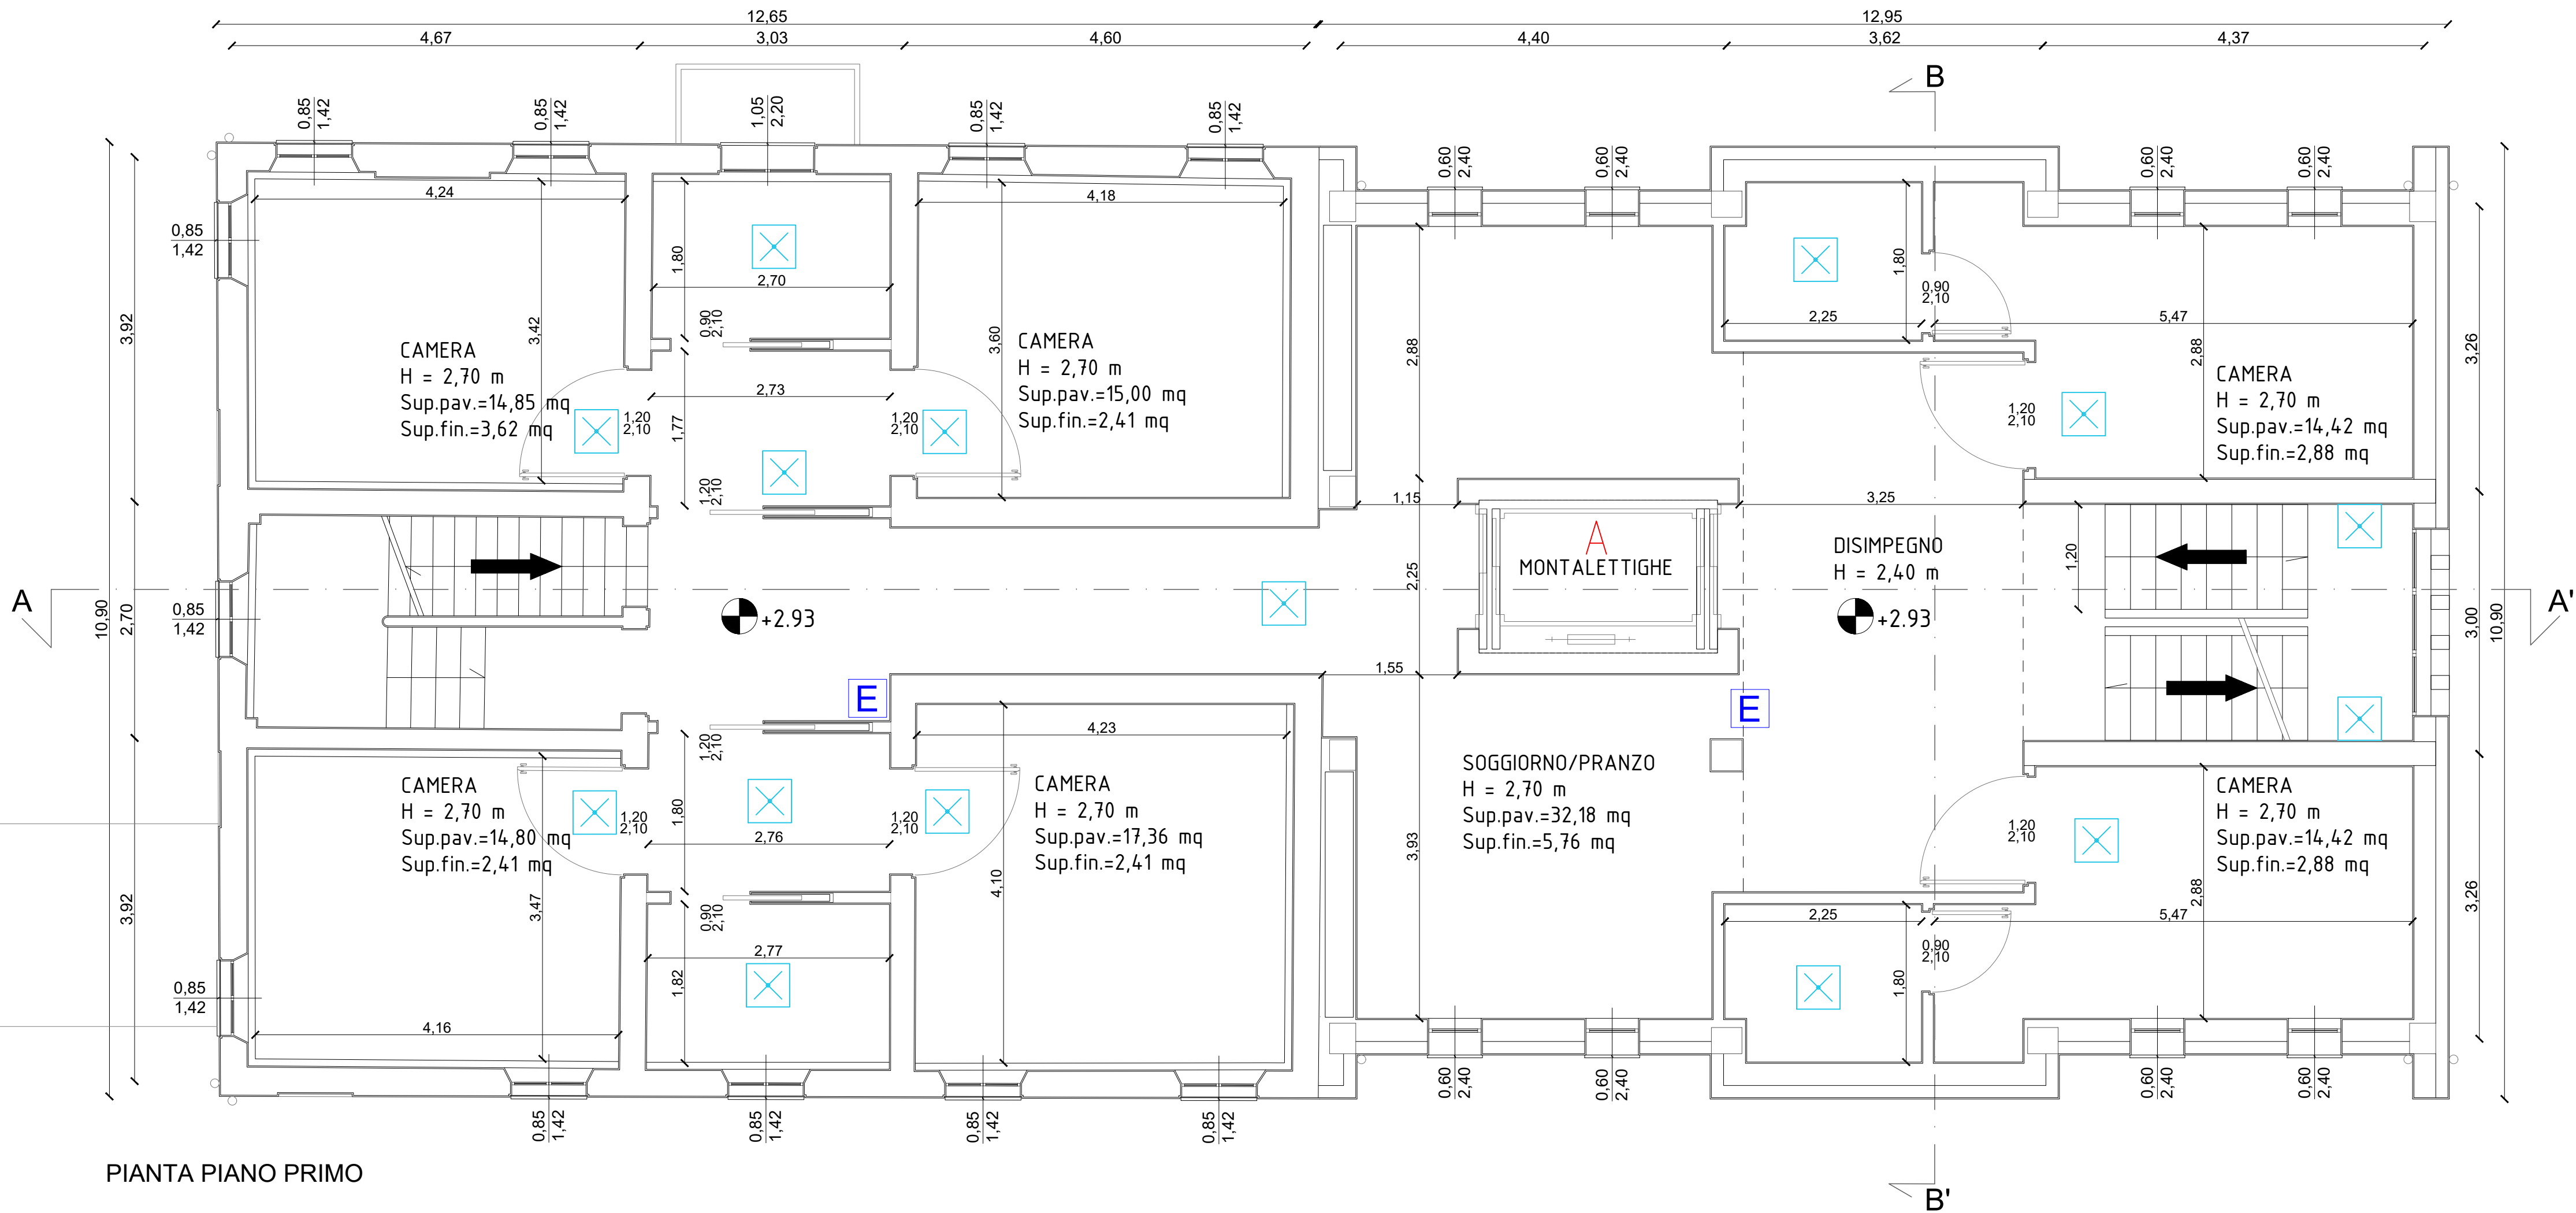 12,65
12,95
4,67
3,03
4,60
4,40
3,62
4,37
B
0,85
1,42
0,85
1,42
1,05
2,20
0,85
1,42
0,85
1,42
0,60
2,40
0,60
2,40
0,60
2,40
0,60
2,40
4,24
4,18
0,85
1,42
1,80
2,70
1,80
0,90
2,10
2,25
5,47
3,92
3,42
0,90
2,10
3,60
2,88
2,88
3,26
CAMERA
H = 2,70 m
Sup.pav.=14,85 mq
Sup.fin.=3,62 mq
CAMERA
H = 2,70 m
Sup.pav.=15,00 mq
Sup.fin.=2,41 mq
CAMERA
H = 2,70 m
Sup.pav.=14,42 mq
Sup.fin.=2,88 mq
2,73
1,20
2,10
1,77
1,20
2,10
1,20
2,10
1,20
2,10
1,15
3,25
A
MONTALETTIGHE
DISIMPEGNO
H = 2,40 m
1,20
2,25
A
10,90
2,70
0,85
1,42
+2.93
+2.93
3,00
10,90
A'
1,55
E
E
1,20
2,10
4,23
SOGGIORNO/PRANZO
H = 2,70 m
Sup.pav.=32,18 mq
Sup.fin.=5,76 mq
CAMERA
H = 2,70 m
Sup.pav.=14,80 mq
Sup.fin.=2,41 mq
CAMERA
H = 2,70 m
Sup.pav.=17,36 mq
Sup.fin.=2,41 mq
CAMERA
H = 2,70 m
Sup.pav.=14,42 mq
Sup.fin.=2,88 mq
1,20
2,10
1,80
1,20
2,10
1,20
2,10
2,76
3,93
4,10
3,92
3,47
0,90
2,10
2,88
3,26
2,25
5,47
0,90
2,10
2,77
1,82
1,80
0,85
1,42
4,16
0,85
1,42
0,85
1,42
0,85
1,42
0,85
1,42
0,60
2,40
0,60
2,40
0,60
2,40
0,60
2,40
PIANTA PIANO PRIMO
B'